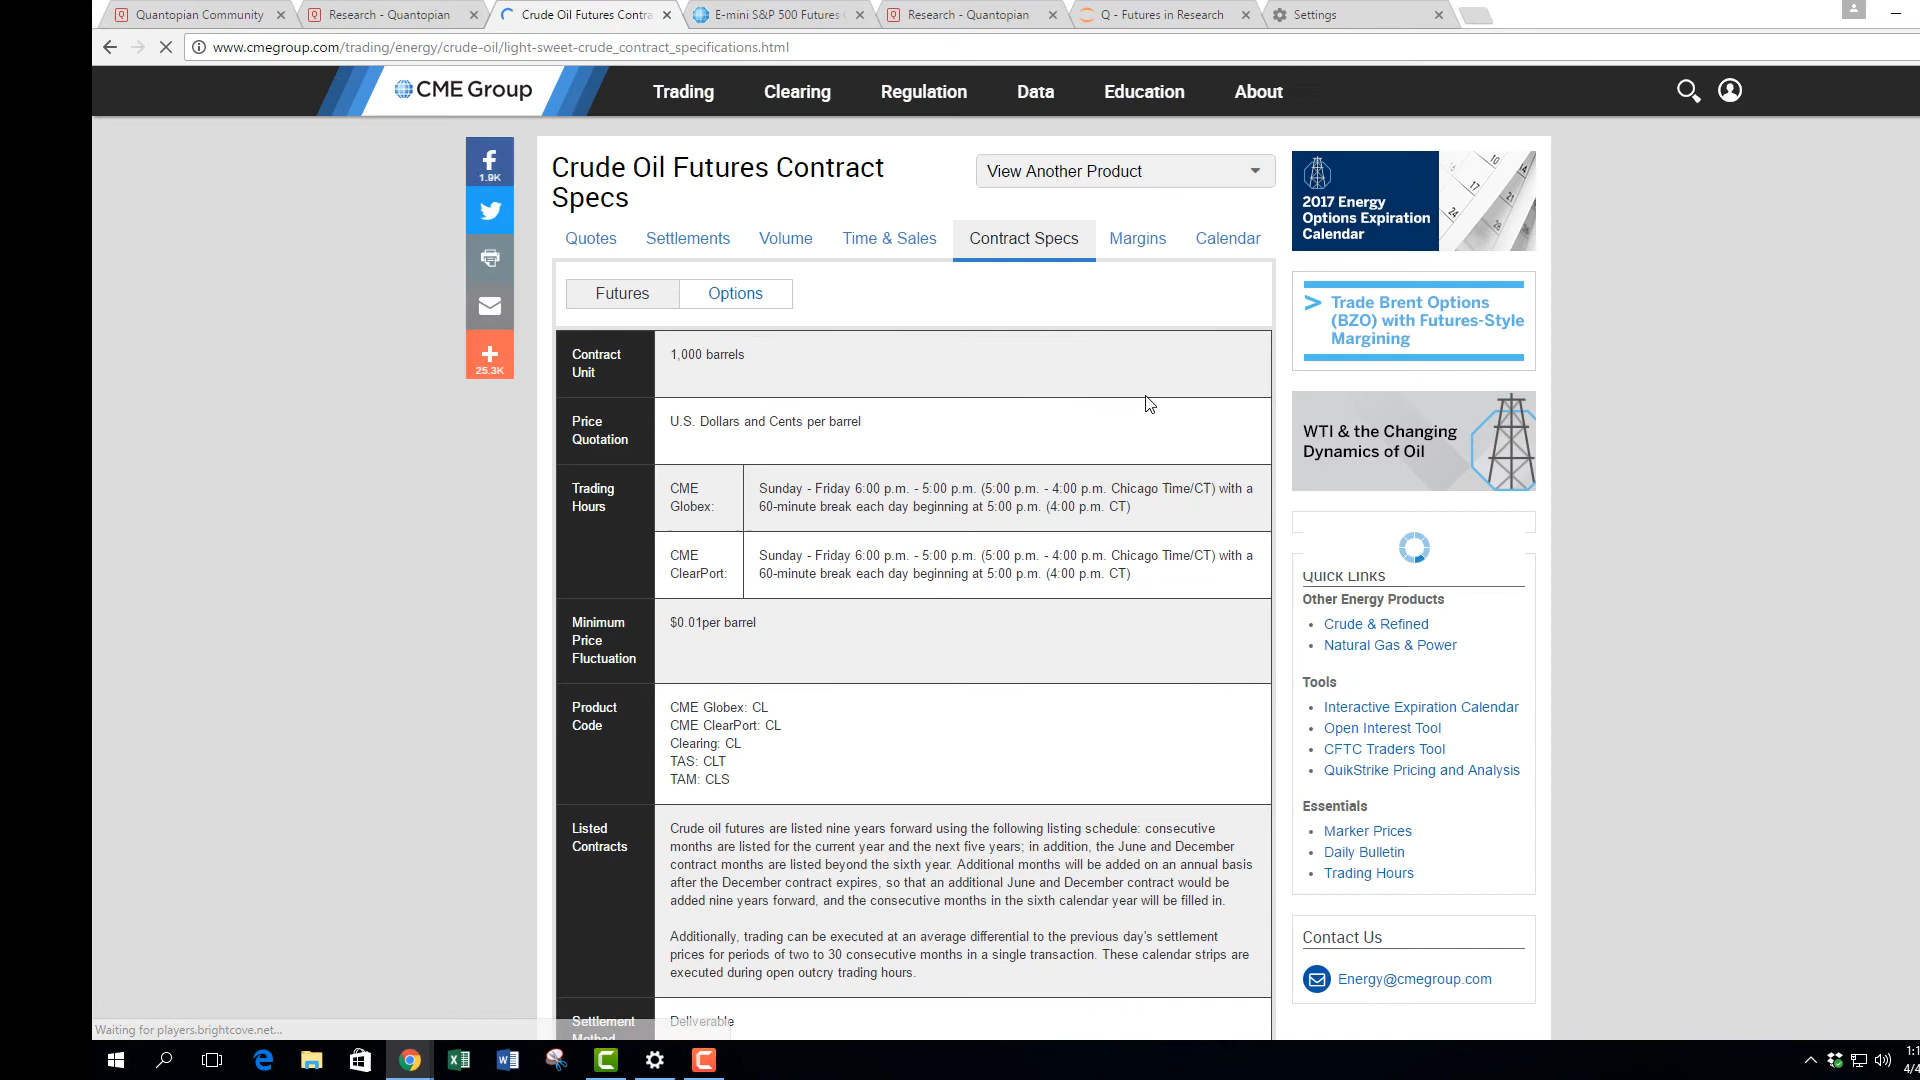 Quantopian Community
Research - Quantopian
Crude Oil Futures Contra
E-mini S&P 500 Futures
Research - Quantopian
Q - Futures in Research
Settings
www.cmegroup.com/trading/energy/crude-oil/light-sweet-crude_contract_specifications.html
CME Group
Trading
Clearing
Regulation
Data
Education
About
1.9K
25.3K
Crude Oil Futures Contract
Specs
View Another Product
Quotes
Settlements
Volume
Time & Sales
Contract Specs
Margins
Calendar
Futures
Options
Contract
Unit
1,000 barrels
Price
Quotation
U.S. Dollars and Cents per barrel
Trading
Hours
CME
Globex:
Sunday - Friday 6:00 p.m. - 5:00 p.m. (5:00 p.m. - 4:00 p.m. Chicago Time/CT) with a
60-minute break each day beginning at 5:00 p.m. (4:00 p.m. CT)
CME
ClearPort:
Sunday - Friday 6:00 p.m. - 5:00 p.m. (5:00 p.m. - 4:00 p.m. Chicago Time/CT) with a
60-minute break each day beginning at 5:00 p.m. (4:00 p.m. CT)
Minimum
Price
Fluctuation
$0.01per barrel
Product
Code
CME Globex: CL
CME ClearPort: CL
Clearing: CL
TAS: CLT
TAM: CLS
Listed
Contracts
Crude oil futures are listed nine years forward using the following listing schedule: consecutive
months are listed for the current year and the next five years; in addition, the June and December
contract months are listed beyond the sixth year. Additional months will be added on an annual basis
after the December contract expires, so that an additional June and December contract would be
added nine years forward, and the consecutive months in the sixth calendar year will be filled in.
Additionally, trading can be executed at an average differential to the previous day's settlement
prices for periods of two to 30 consecutive months in a single transaction. These calendar strips are
executed during open outcry trading hours.
Settlement
Method
Deliverable
2017 Energy
Options Expiration
Calendar
10
14
17
21
24
28
> Trade Brent Options
(BZO) with Futures-Style
Margining
WTI & the Changing
Dynamics of Oil
Quick Links
Other Energy Products
• Crude & Refined
• Natural Gas & Power
Tools
• Interactive Expiration Calendar
• Open Interest Tool
• CFTC Traders Tool
• QuikStrike Pricing and Analysis
Essentials
• Marker Prices
• Daily Bulletin
• Trading Hours
Contact Us
Energy@cmegroup.com
Waiting for players.brightcove.net...
1:1
4/4